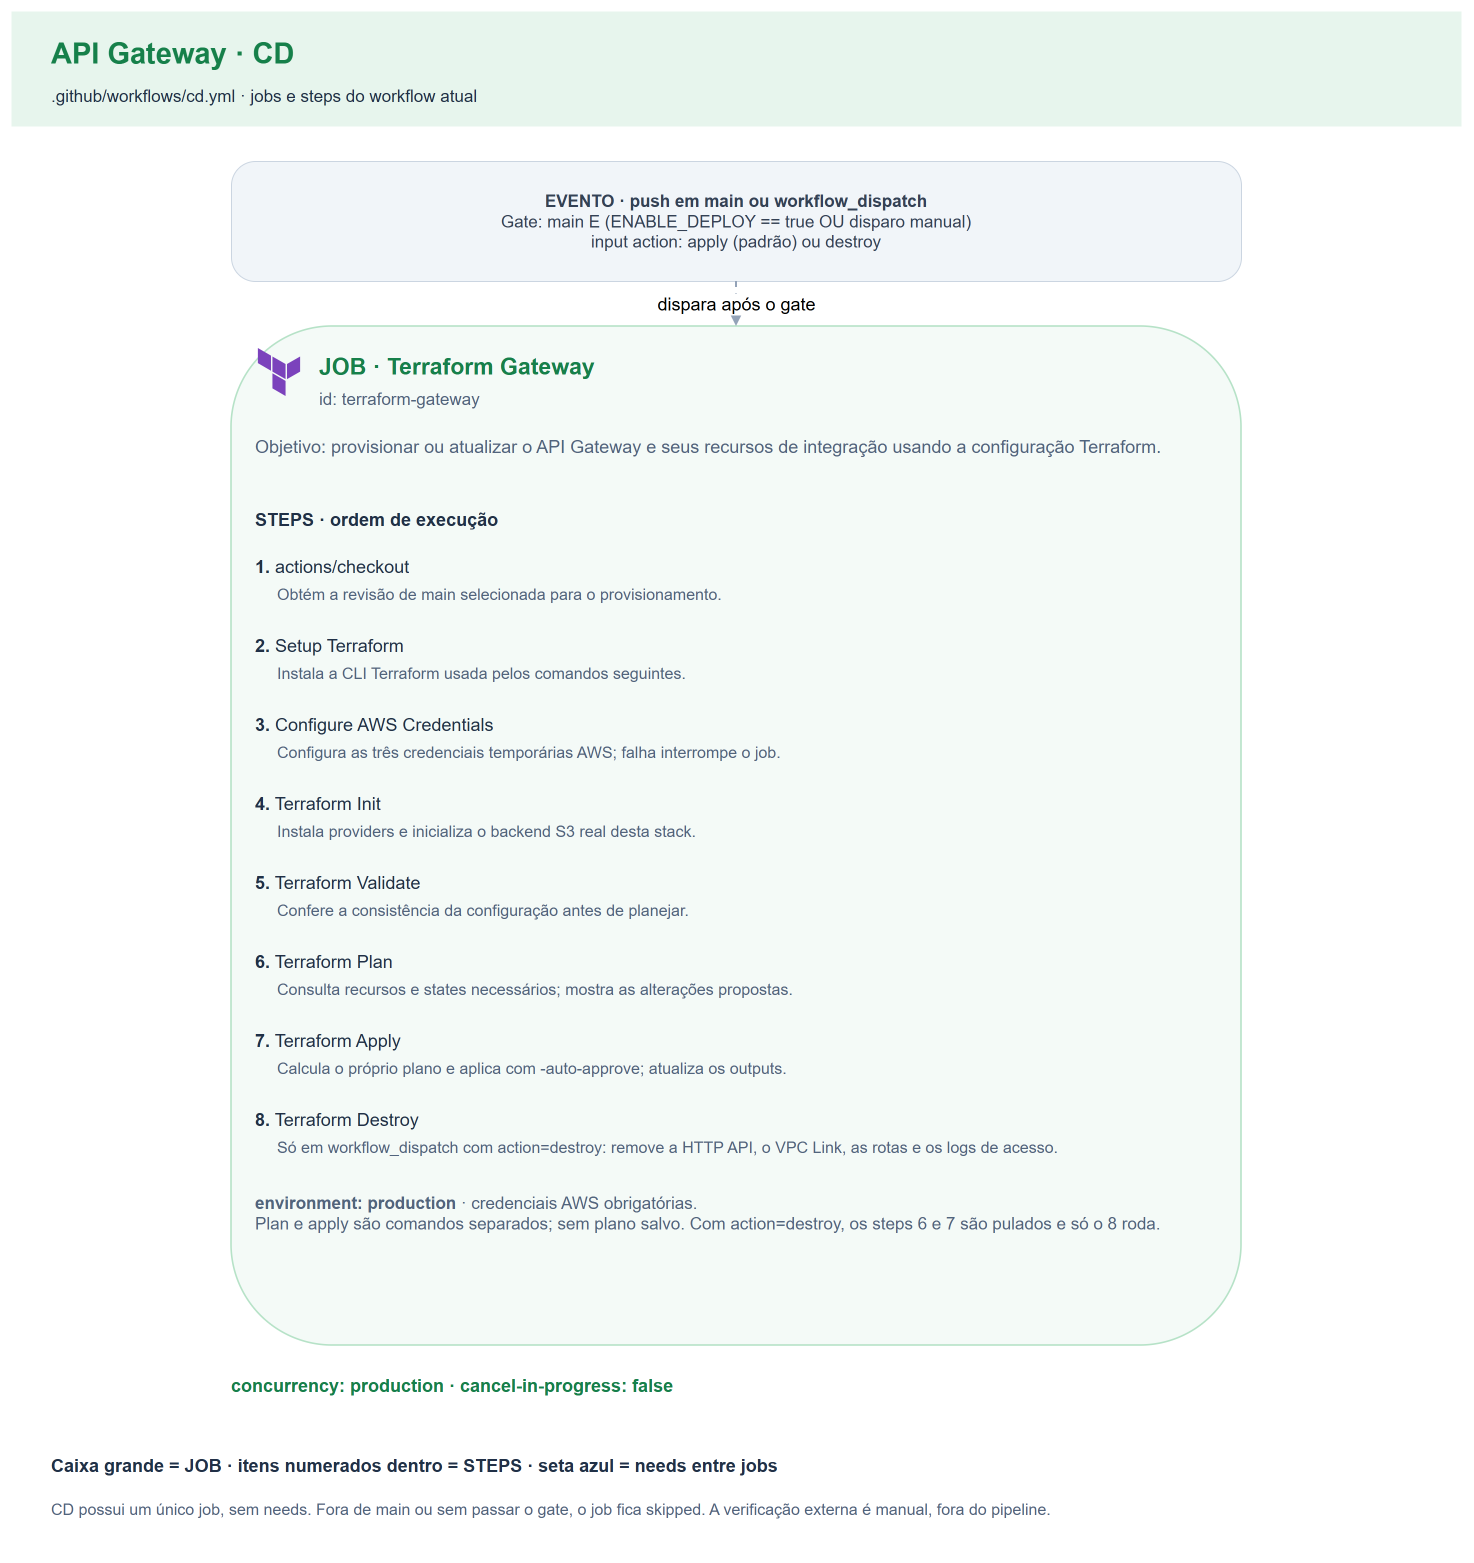 API Gateway · CD
.github/workflows/cd.yml · jobs e steps do workflow atual
EVENTO · push em main ou workflow_dispatch
Gate: main E (ENABLE_DEPLOY == true OU disparo manual)
input action: apply (padrão) ou destroy
dispara após o gate
JOB · Terraform Gateway
id: terraform-gateway
Objetivo: provisionar ou atualizar o API Gateway e seus recursos de integração usando a configuração Terraform.
STEPS · ordem de execução
1. actions/checkout
Obtém a revisão de main selecionada para o provisionamento.
2. Setup Terraform
Instala a CLI Terraform usada pelos comandos seguintes.
3. Configure AWS Credentials
Configura as três credenciais temporárias AWS; falha interrompe o job.
4. Terraform Init
Instala providers e inicializa o backend S3 real desta stack.
5. Terraform Validate
Confere a consistência da configuração antes de planejar.
6. Terraform Plan
Consulta recursos e states necessários; mostra as alterações propostas.
7. Terraform Apply
Calcula o próprio plano e aplica com -auto-approve; atualiza os outputs.
8. Terraform Destroy
Só em workflow_dispatch com action=destroy: remove a HTTP API, o VPC Link, as rotas e os logs de acesso.
environment: production · credenciais AWS obrigatórias.
Plan e apply são comandos separados; sem plano salvo. Com action=destroy, os steps 6 e 7 são pulados e só o 8 roda.
concurrency: production · cancel-in-progress: false
Caixa grande = JOB · itens numerados dentro = STEPS · seta azul = needs entre jobs
CD possui um único job, sem needs. Fora de main ou sem passar o gate, o job fica skipped. A verificação externa é manual, fora do pipeline.